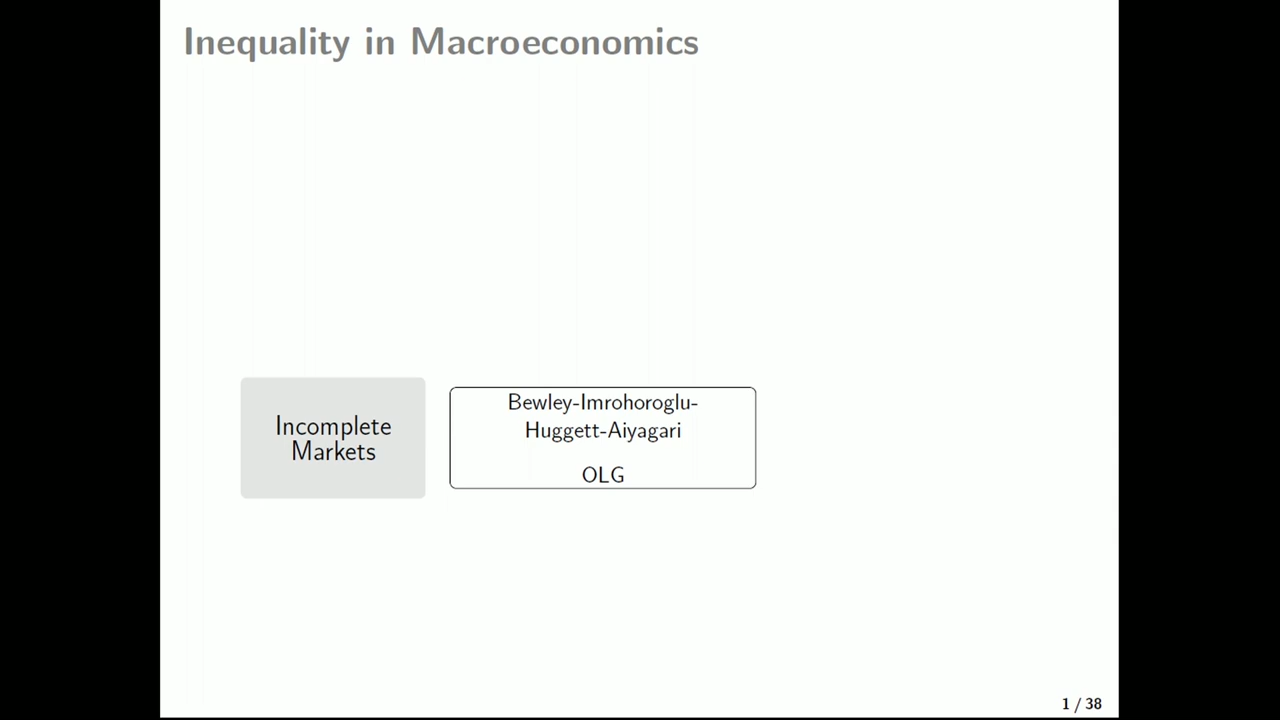 Inequality in Macroeconomics
Incomplete
Markets
Bewley-Imrohoroglu-
Huggett-Aiyagari
OLG
1 / 38